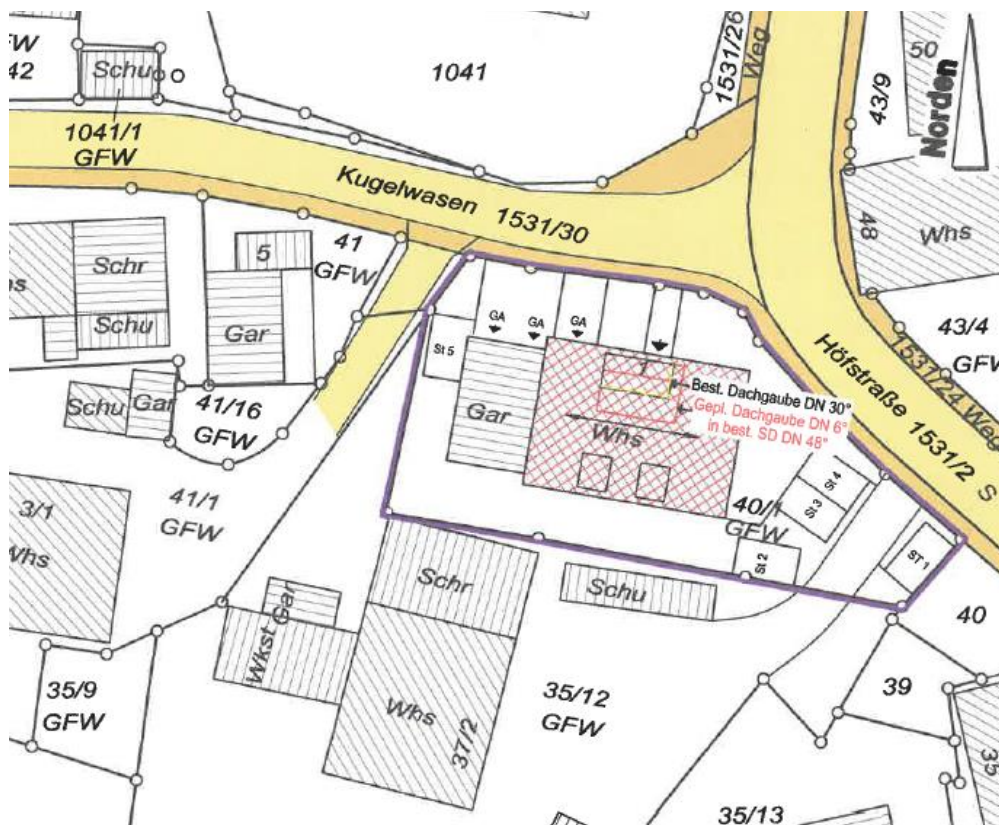 FW
42
Schu
1041
1531/26
Weg
43/9
50
Norden
1041/1
GFW
Kugelwasen 1531/30
48
Whs
41
GFW
5
Schr
Schu
Gar
43/4
GFW
1531/24 Weg
Höfstraße 1531/2 S
GA
GA
GA
St 5
Gar
Best. Dachgaube DN 30°
Gepl. Dachgaube DN 6°
in best. SD DN 48°
Whs
Schu
Gar
41/16
GFW
41/1
GFW
3/1
Whs
40/1
GFW
St 4
St 3
St 2
ST 1
Schr
Schu
Gar
Wkst
40
39
35/9
GFW
Whs
37/2
35/12
GFW
35
35/13